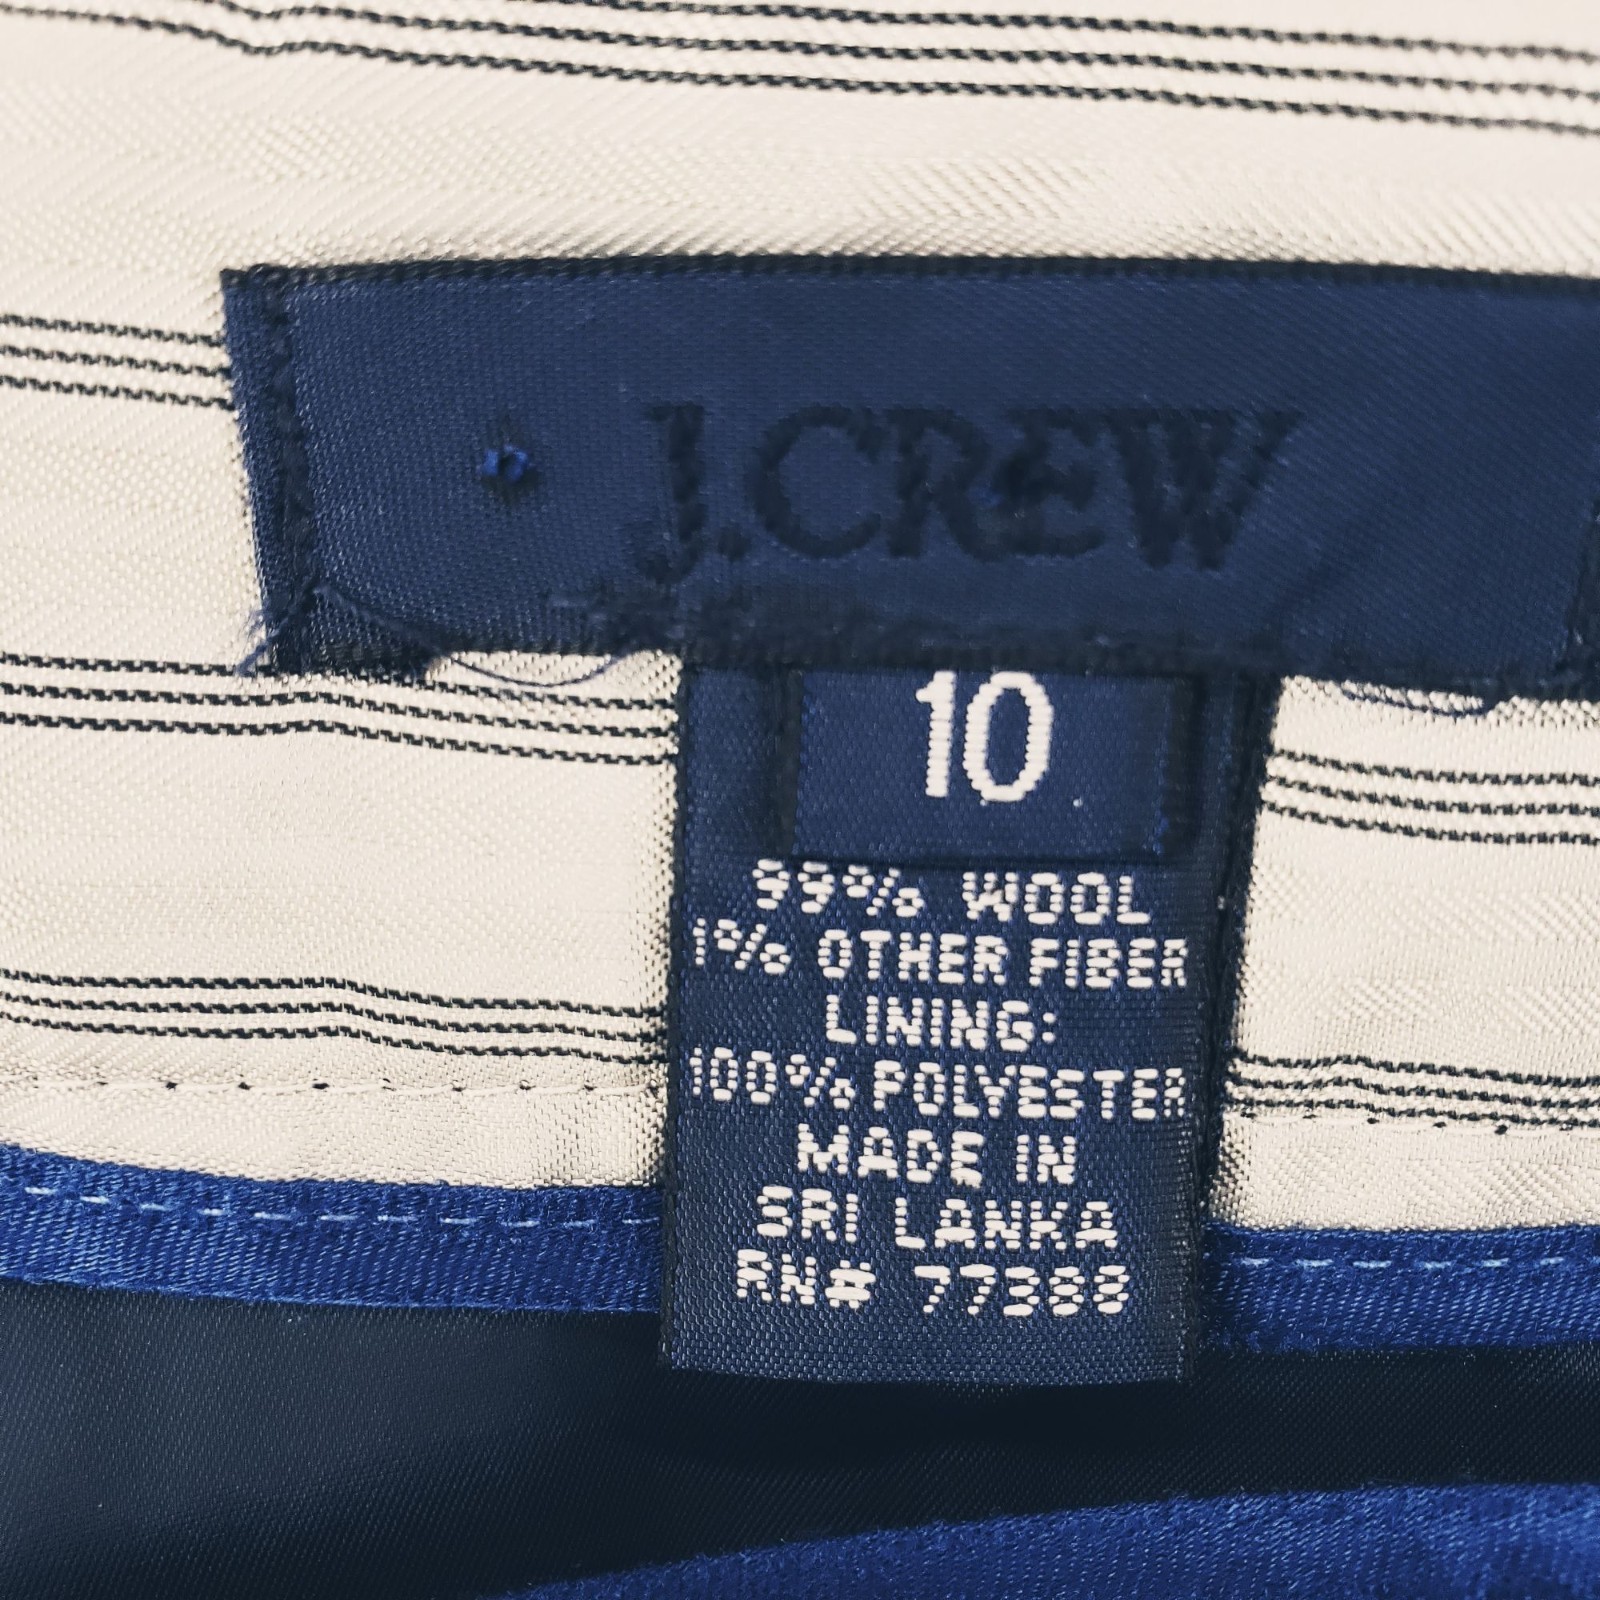 J.CREW
10
99% WOOL
1% OTHER FIBER
LINING:
100% POLYESTER
MADE IN
SRI LANKA
RN# 77388